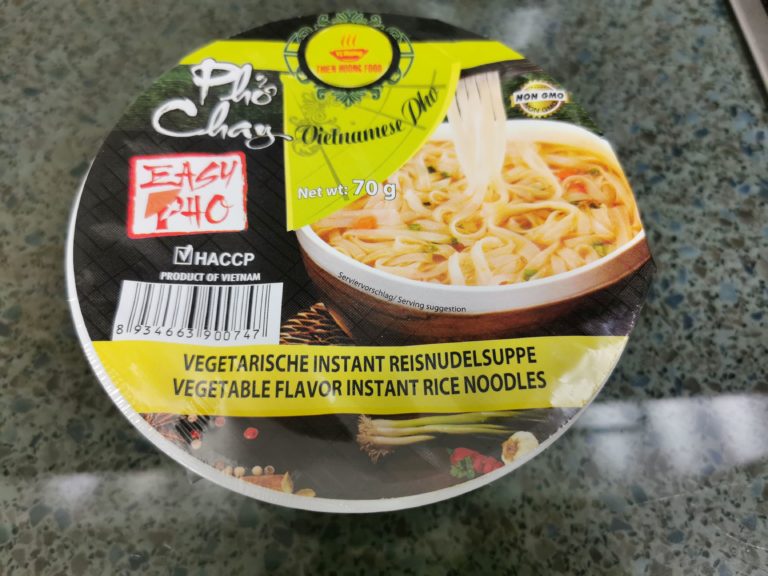 THIEN HUONG FOOD
Phở
Chay
Vietnamese Pho
NON GMO
Net wt: 70 g
EASY
PHO
HACCP
PRODUCT OF VIETNAM
Serviervorschlag/ Serving suggestion
8 934663 900747
VEGETARISCHE INSTANT REISNUDELSUPPE
VEGETABLE FLAVOR INSTANT RICE NOODLES